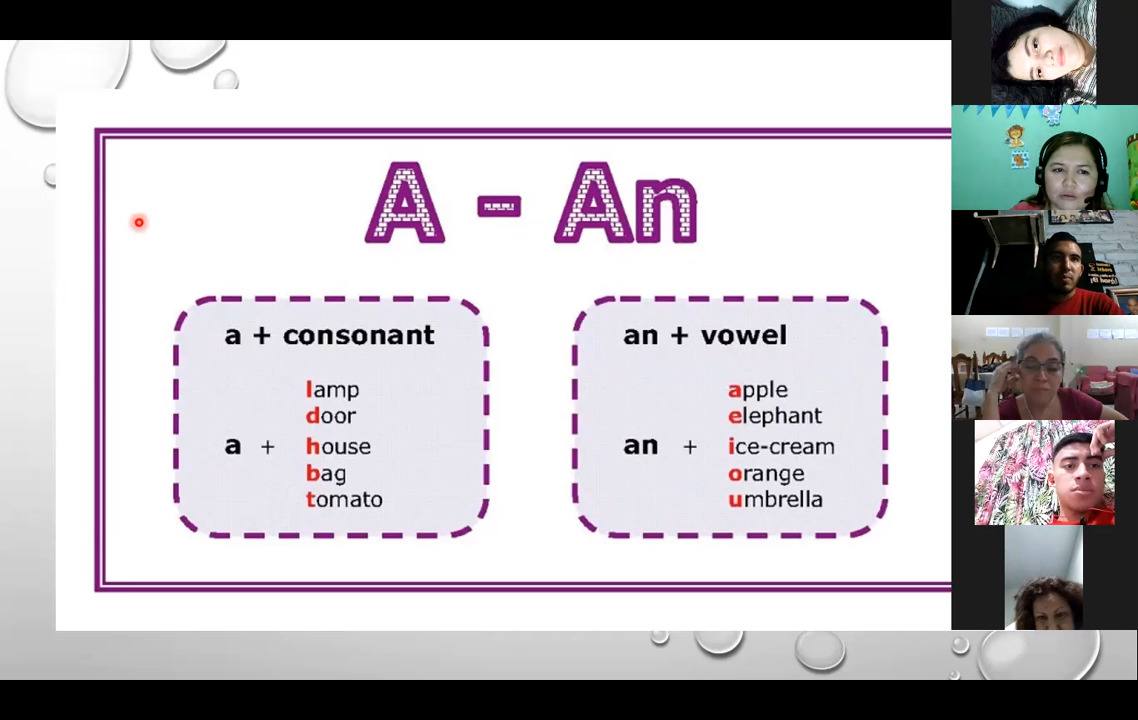 A - An
a + consonant
lamp
door
a + house
bag
tomato
an + vowel
apple
elephant
an + ice-cream
orange
umbrella